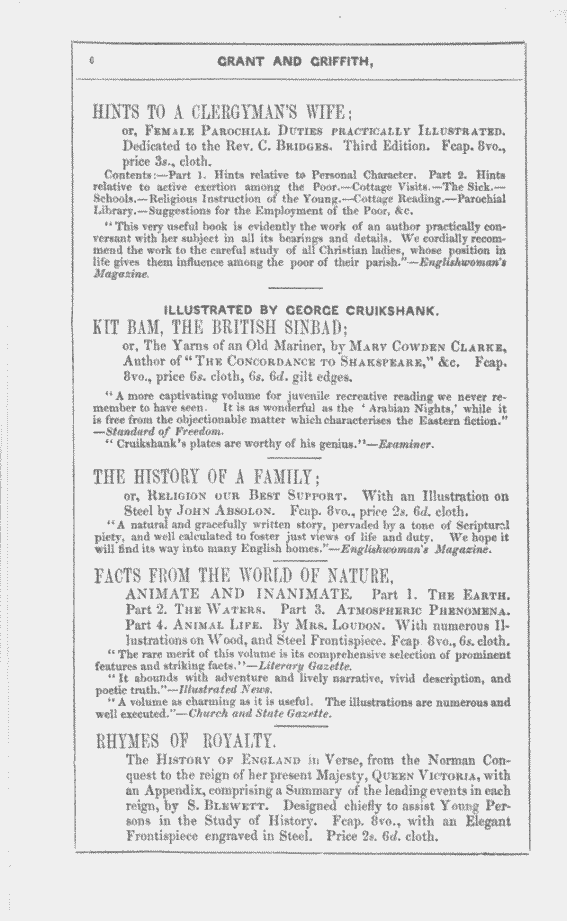 6 GRANT AND GRIFFITH,
HINTS TO A CLERGYMAN'S WIFE;
or, FEMALE PAROCHIAL DUTIES PRACTICALLY ILLUSTRATED.
Dedicated to the Rev. C. BRIDGES. Third Edition. Fcap. 8vo.,
price 3s., cloth.
Contents:—Part 1. Hints relative to Personal Character. Part 2. Hints
relative to active exertion among the Poor.—Cottage Visits.—The Sick.—
Schools.—Religious Instruction of the Young.—Cottage Reading.—Parochial
Library.—Suggestions for the Employment of the Poor, &c.
"This very useful book is evidently the work of an author practically con-
versant with her subject in all its bearings and details. We cordially recom-
mend the work to the careful study of all Christian ladies, whose position in
life gives them influence among the poor of their parish."—Englishwoman's
Magazine.
ILLUSTRATED BY GEORGE CRUIKSHANK.
KIT BAM, THE BRITISH SINBAD;
or, The Yarns of an Old Mariner, by MARY COWDEN CLARKE,
Author of "THE CONCORDANCE TO SHAKSPEARE," &c. Fcap.
8vo., price 6s. cloth, 6s. 6d. gilt edges.
"A more captivating volume for juvenile recreative reading we never re-
member to have seen. It is as wonderful as the 'Arabian Nights,' while it
is free from the objectionable matter which characterises the Eastern fiction."
—Standard of Freedom.
"Cruikshank's plates are worthy of his genius."—Examiner.
THE HISTORY OF A FAMILY;
or, RELIGION OUR BEST SUPPORT. With an Illustration on
Steel by JOHN ABSOLON. Fcap. 8vo., price 2s. 6d. cloth.
"A natural and gracefully written story, pervaded by a tone of Scriptural
piety, and well calculated to foster just views of life and duty. We hope it
will find its way into many English homes."—Englishwoman's Magazine.
FACTS FROM THE WORLD OF NATURE,
ANIMATE AND INANIMATE. Part 1. THE EARTH.
Part 2. THE WATERS. Part 3. ATMOSPHERIC PHENOMENA.
Part 4. ANIMAL LIFE. By MRS. LOUDON. With numerous Il-
lustrations on Wood, and Steel Frontispiece. Fcap 8vo., 6s. cloth.
"The rare merit of this volume is its comprehensive selection of prominent
features and striking facts."—Literary Gazette.
"It abounds with adventure and lively narrative, vivid description, and
poetic truth."—Illustrated News.
"A volume as charming as it is useful. The illustrations are numerous and
well executed."—Church and State Gazette.
RHYMES OF ROYALTY.
The HISTORY OF ENGLAND in Verse, from the Norman Con-
quest to the reign of her present Majesty, QUEEN VICTORIA, with
an Appendix, comprising a Summary of the leading events in each
reign, by S. BLEWETT. Designed chiefly to assist Young Per-
sons in the Study of History. Fcap. 8vo., with an Elegant
Frontispiece engraved in Steel. Price 2s. 6d. cloth.